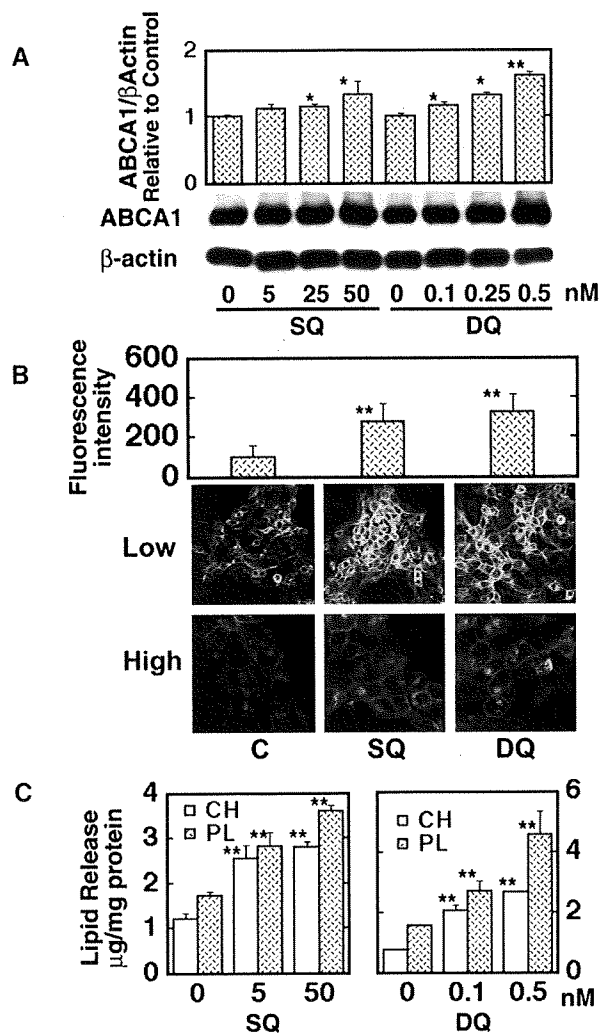 A
ABCA1/βActin
Relative to Control
2
1
0
*
*
*
*
**
ABCA1
β-actin
0 5 25 50 0 0.1 0.25 0.5 nM
SQ DQ
B
Fluorescence
intensity
600
400
200
0
**
**
Low
High
C SQ DQ
C
Lipid Release
μg/mg protein
4
3
2
1
0
CH
PL
** **
** **
0 5 50
SQ
CH
PL
** **
** **
6
4
2
0
0 0.1 0.5 nM
DQ